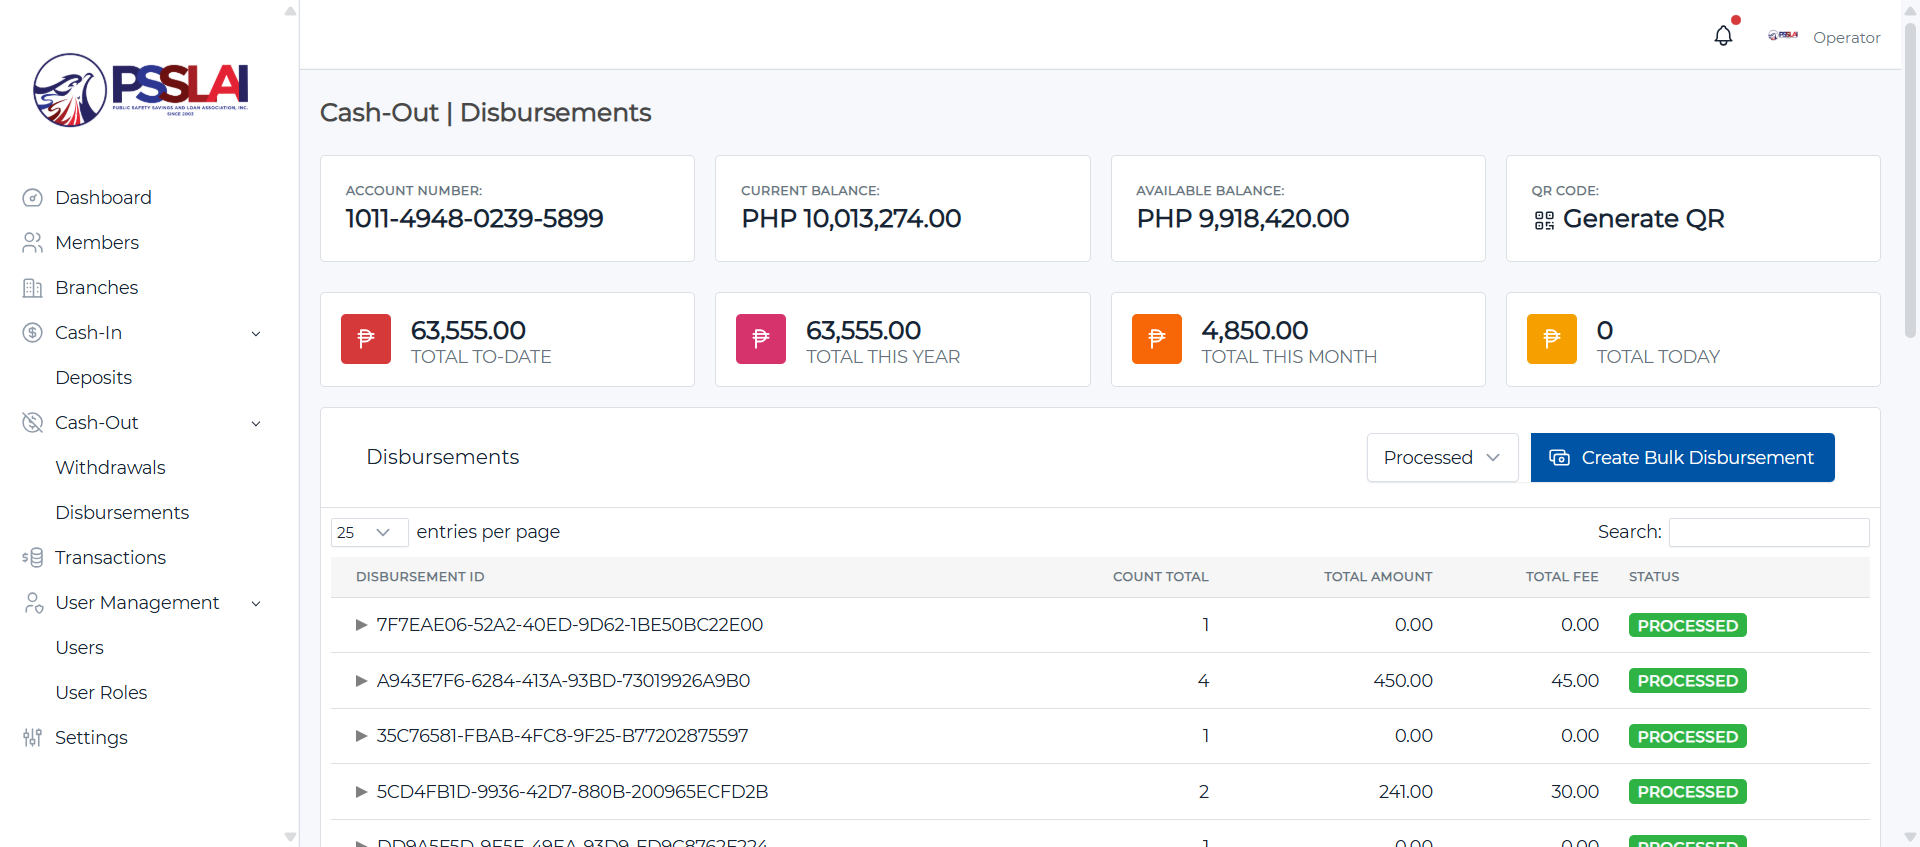 PSSLAI
PUBLIC SAFETY SAVINGS AND LOAN ASSOCIATION, INC.
SINCE 2003
Dashboard
Members
Branches
Cash-In
Deposits
Cash-Out
Withdrawals
Disbursements
Transactions
User Management
Users
User Roles
Settings
PSSLAI
Operator
Cash-Out | Disbursements
ACCOUNT NUMBER:
1011-4948-0239-5899
CURRENT BALANCE:
PHP 10,013,274.00
AVAILABLE BALANCE:
PHP 9,918,420.00
QR CODE:
Generate QR
63,555.00
TOTAL TO-DATE
63,555.00
TOTAL THIS YEAR
4,850.00
TOTAL THIS MONTH
0
TOTAL TODAY
Disbursements
Processed
Create Bulk Disbursement
25 entries per page
Search:
DISBURSEMENT ID COUNT TOTAL TOTAL AMOUNT TOTAL FEE STATUS
7F7EAE06-52A2-40ED-9D62-1BE50BC22E00 1 0.00 0.00 PROCESSED
A943E7F6-6284-413A-93BD-73019926A9B0 4 450.00 45.00 PROCESSED
35C76581-FBAB-4FC8-9F25-B77202875597 1 0.00 0.00 PROCESSED
5CD4FB1D-9936-42D7-880B-200965ECFD2B 2 241.00 30.00 PROCESSED
1 0.00 0.00 PROCESSED